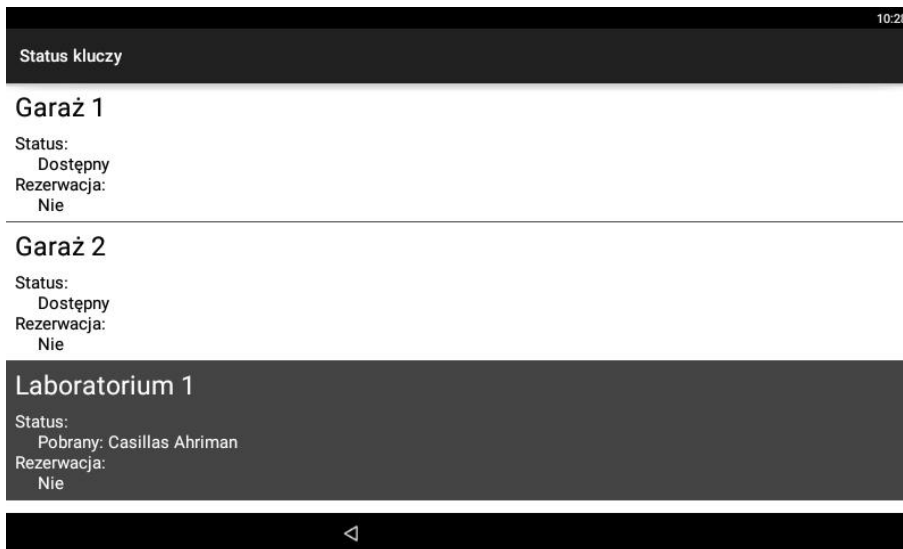 10:28
Status kluczy
Garaż 1
Status:
Dostępny
Rezerwacja:
Nie
Garaż 2
Status:
Dostępny
Rezerwacja:
Nie
Laboratorium 1
Status:
Pobrany: Casillas Ahriman
Rezerwacja:
Nie